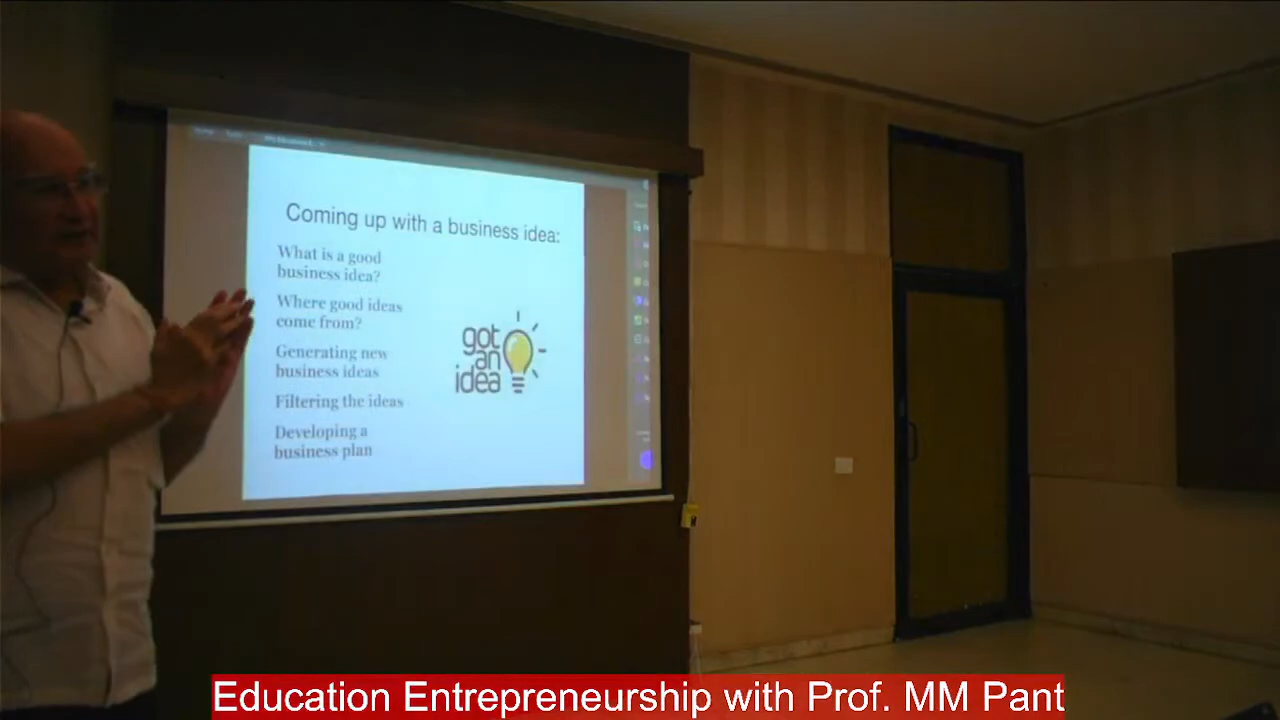 Coming up with a business idea:
What is a good
business idea?
Where good ideas
come from?
Generating new
business ideas
Filtering the ideas
Developing a
business plan
got
an
idea
Education Entrepreneurship with Prof. MM Pant